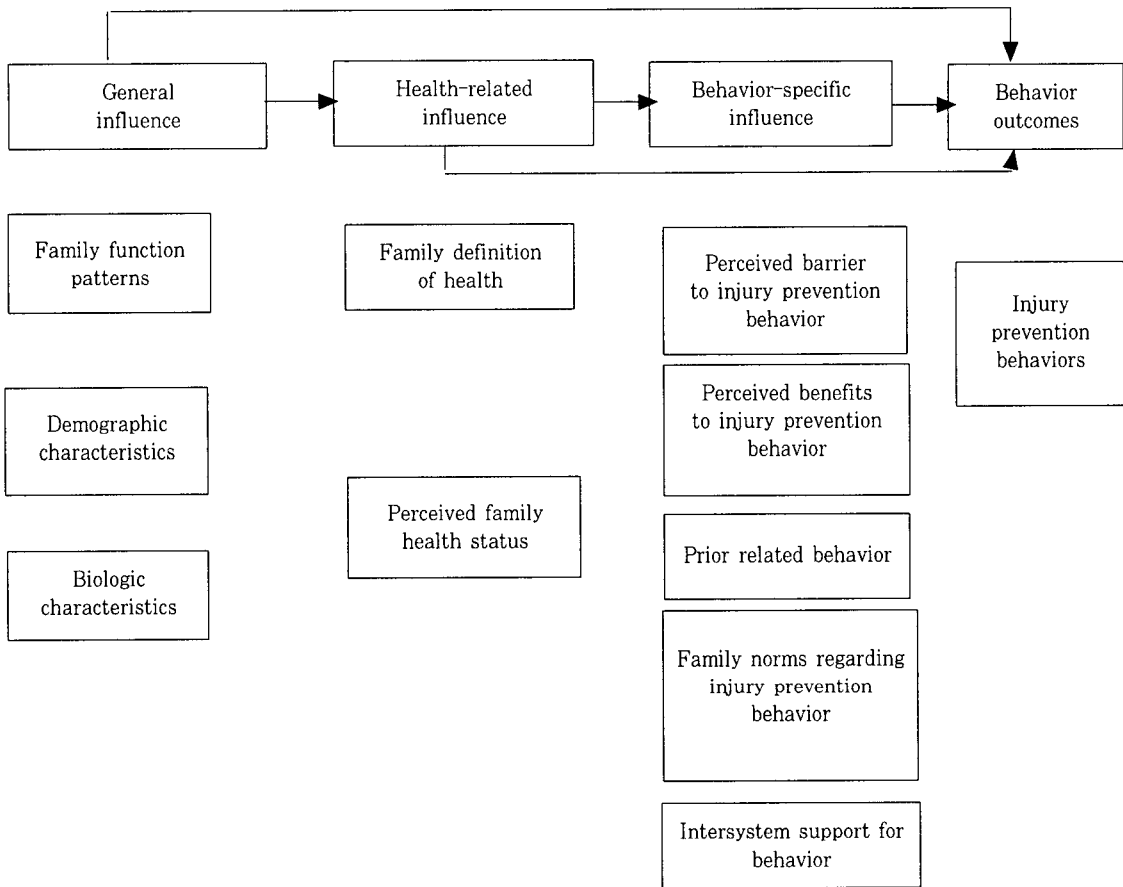 General
influence
Health-related
influence
Behavior-specific
influence
Behavior
outcomes
Family function
patterns
Demographic
characteristics
Biologic
characteristics
Family definition
of health
Perceived family
health status
Perceived barrier
to injury prevention
behavior
Perceived benefits
to injury prevention
behavior
Prior related behavior
Family norms regarding
injury prevention
behavior
Intersystem support for
behavior
Injury
prevention
behaviors